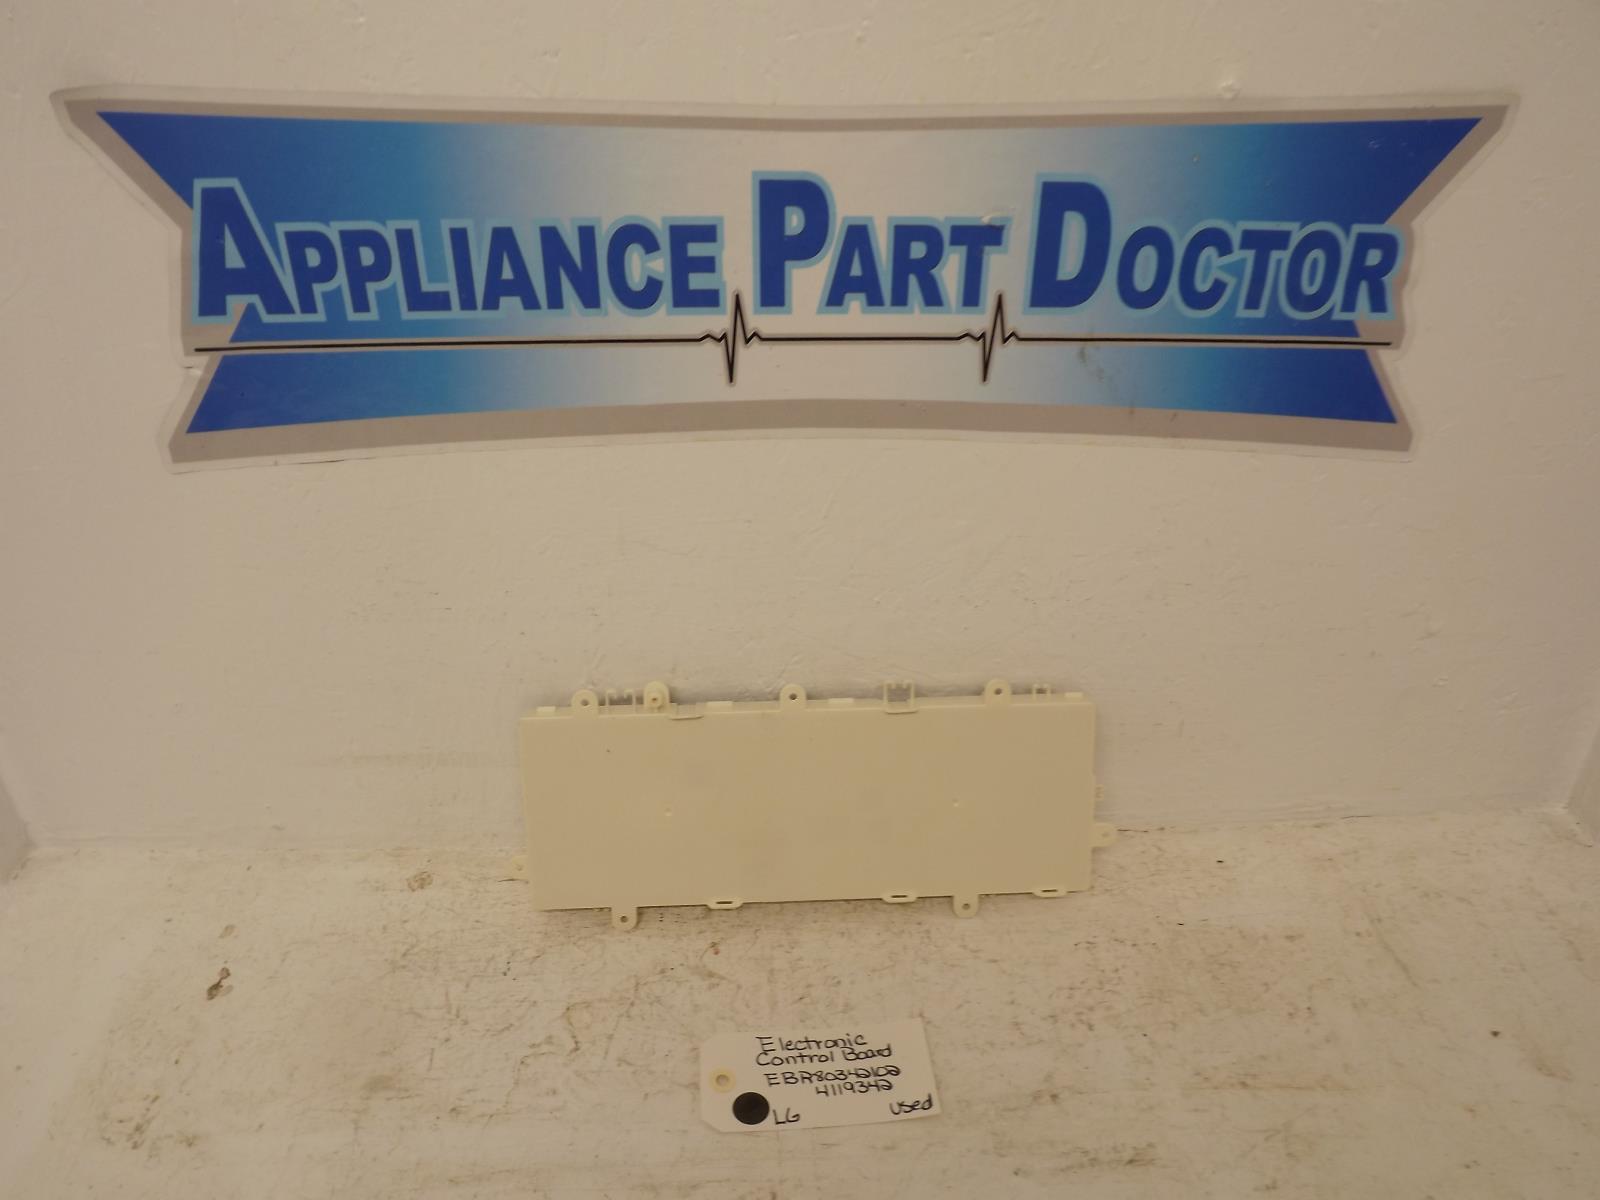 APPLIANCE PART DOCTOR
Electronic
Control Board
EBR80342102
4119342
LG used